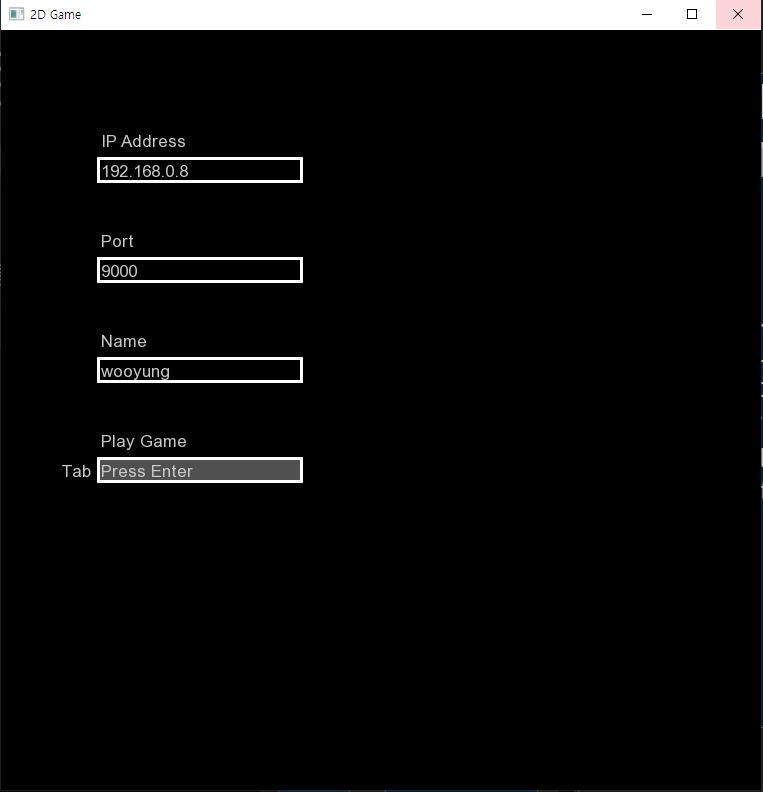 2D Game
IP Address
192.168.0.8
Port
9000
Name
wooyung
Play Game
Tab Press Enter